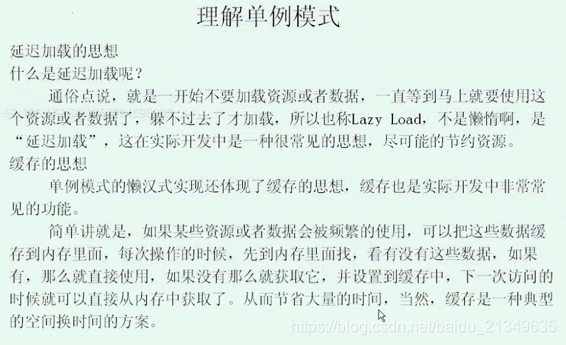 理解单例模式
延迟加载的思想
什么是延迟加载呢？
通俗点说，就是一开始不要加载资源或者数据，一直等到马上就要使用这
个资源或者数据了，躲不过去了才加载，所以也称Lazy Load，不是懒惰啊，是
“延迟加载”，这在实际开发中是一种很常见的思想，尽可能的节约资源。
缓存的思想
单例模式的懒汉式实现还体现了缓存的思想，缓存也是实际开发中非常常
见的功能。
简单讲就是，如果某些资源或者数据会被频繁的使用，可以把这些数据缓
存到内存里面，每次操作的时候，先到内存里面找，看有没有这些数据，如果
有，那么就直接使用，如果没有那么就获取它，并设置到缓存中，下一次访问的
时候就可以直接从内存中获取了。从而节省大量的时间，当然，缓存是一种典型
的空间换时间的方案。
https://blog.csdn.net/baidu_21349635